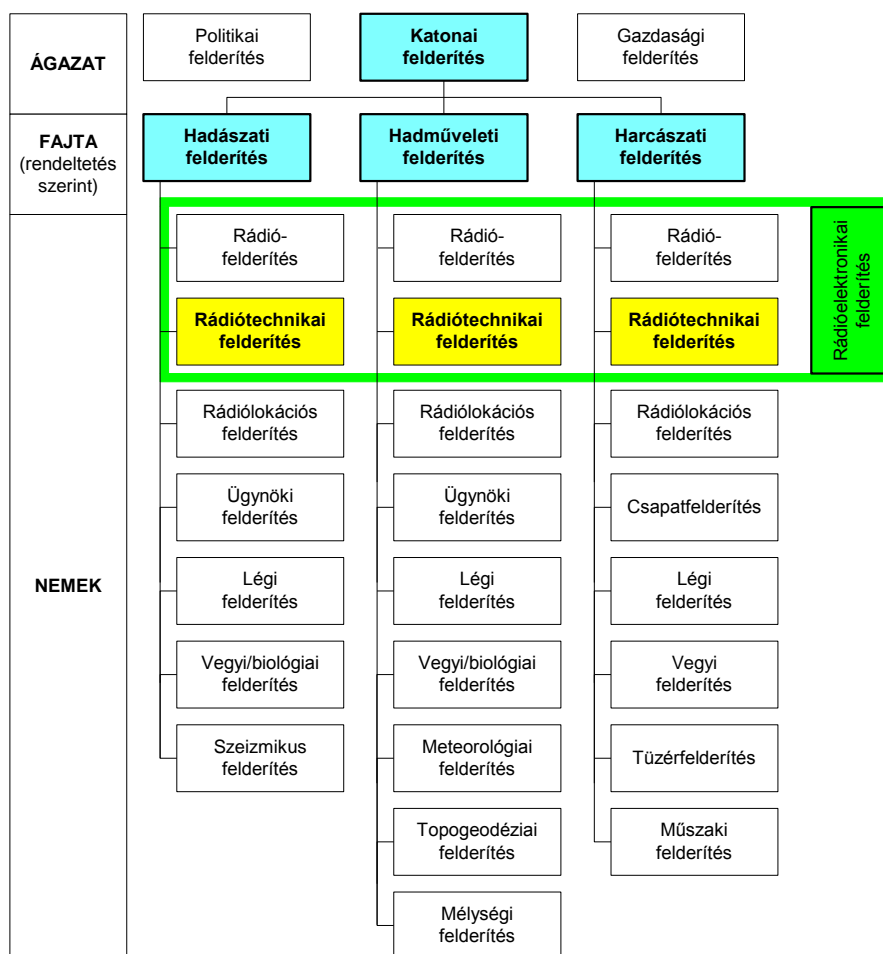 ÁGAZAT
Politikai
felderítés
Katonai
felderítés
Gazdasági
felderítés
FAJTA
(rendeltetés
szerint)
Hadászati
felderítés
Hadműveleti
felderítés
Harcászati
felderítés
NEMEK
Rádió-
felderítés
Rádió-
felderítés
Rádió-
felderítés
Rádióelektronikai
felderítés
Rádiótechnikai
felderítés
Rádiótechnikai
felderítés
Rádiótechnikai
felderítés
Rádiólokációs
felderítés
Rádiólokációs
felderítés
Rádiólokációs
felderítés
Ügynöki
felderítés
Ügynöki
felderítés
Csapatfelderítés
Légi
felderítés
Légi
felderítés
Légi
felderítés
Vegyi/biológiai
felderítés
Vegyi/biológiai
felderítés
Vegyi
felderítés
Szeizmikus
felderítés
Meteorológiai
felderítés
Tüzérfelderítés
Topogeodéziai
felderítés
Műszaki
felderítés
Mélységi
felderítés